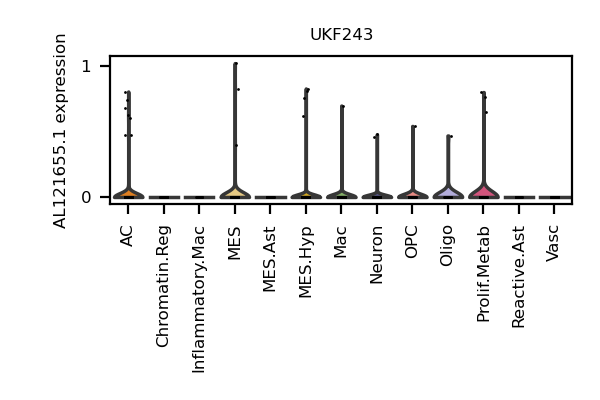 UKF243
AL121655.1 expression
1
0
AC
Chromatin.Reg
Inflammatory.Mac
MES
MES.Ast
MES.Hyp
Mac
Neuron
OPC
Oligo
Prolif.Metab
Reactive.Ast
Vasc